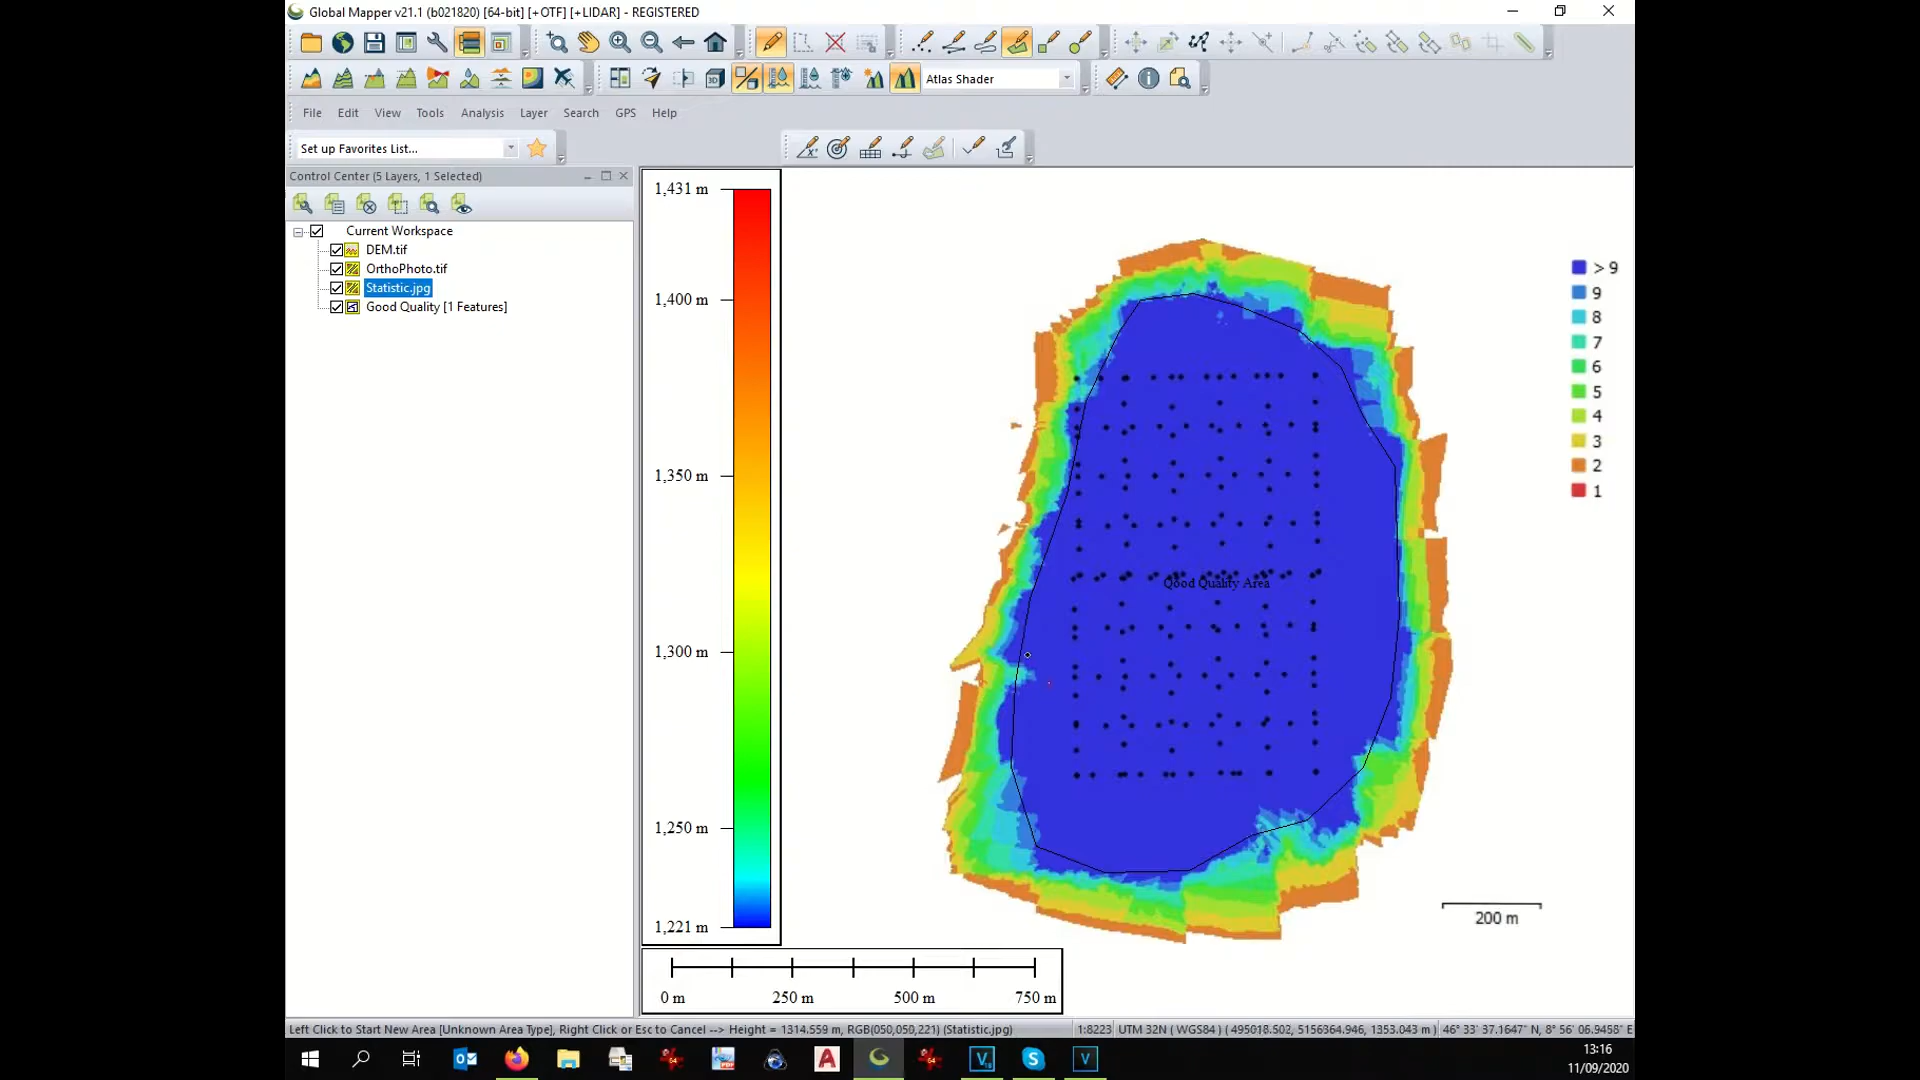 Global Mapper v21.1 (b021820) [64-bit] [+OTF] [+LIDAR] - REGISTERED
3D
Atlas Shader
File Edit View Tools Analysis Layer Search GPS Help
Set up Favorites List...
Control Center (5 Layers, 1 Selected)
Current Workspace
DEM.tif
OrthoPhoto.tif
Statistic.jpg
Good Quality [1 Features]
1,431 m
1,400 m
1,350 m
1,300 m
1,250 m
1,221 m
> 9
9
8
7
6
5
4
3
2
1
Qood Quality Area
200 m
0 m 250 m 500 m 750 m
Left Click to Start New Area [Unknown Area Type], Right Click or Esc to Cancel --> Height = 1314.559 m, RGB(050,050,221) (Statistic.jpg) 1:8223 UTM 32N ( WGS84 ) ( 495018.502, 5156364.946, 1353.043 m ) 46° 33' 37.1647" N, 8° 56' 06.9458" E
13:16
11/09/2020